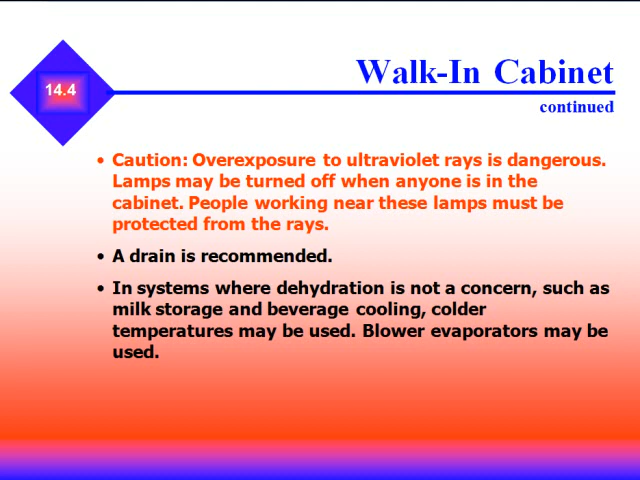 Walk-In Cabinet
14.4
continued
• Caution: Overexposure to ultraviolet rays is dangerous.
Lamps may be turned off when anyone is in the
cabinet. People working near these lamps must be
protected from the rays.
• A drain is recommended.
• In systems where dehydration is not a concern, such as
milk storage and beverage cooling, colder
temperatures may be used. Blower evaporators may be
used.